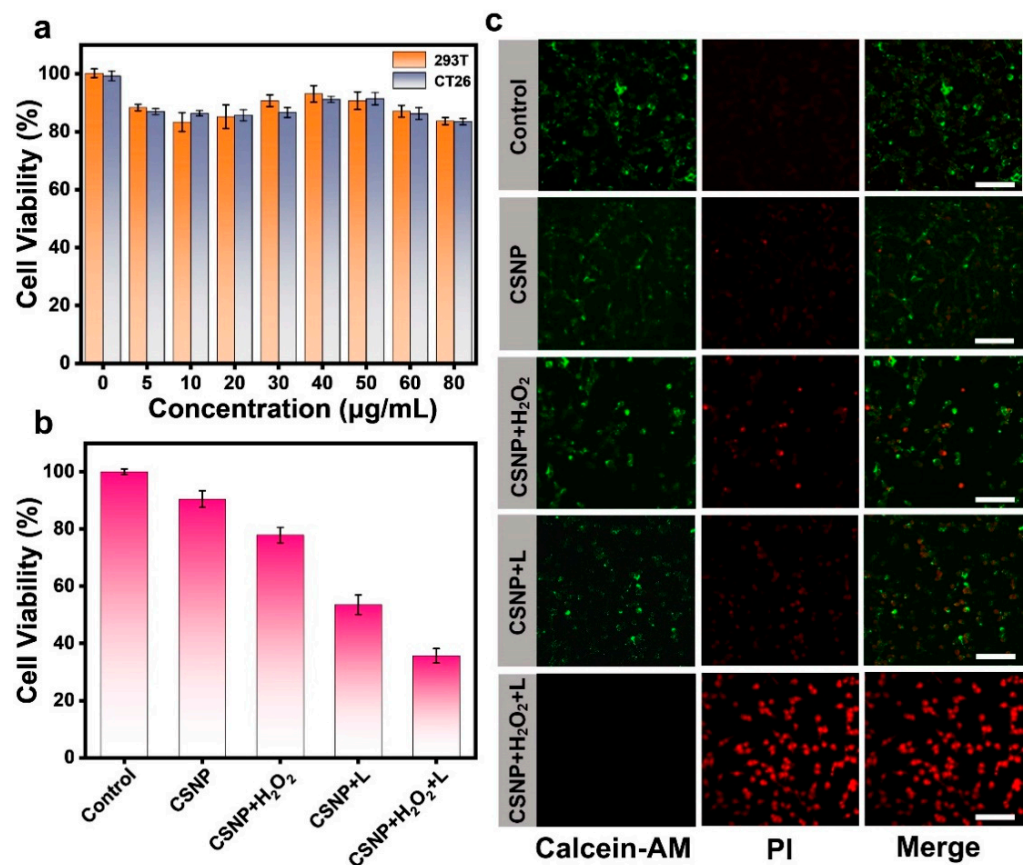 a
293T
CT26
Cell Viability (%)
100
80
60
40
20
0
0 5 10 20 30 40 50 60 80
Concentration (µg/mL)
b
Cell Viability (%)
100
80
60
40
20
0
Control
CSNP
CSNP+H₂O₂
CSNP+L
CSNP+H₂O₂+L
c
Control
CSNP
CSNP+H₂O₂
CSNP+L
CSNP+H₂O₂+L
Calcein-AM PI Merge